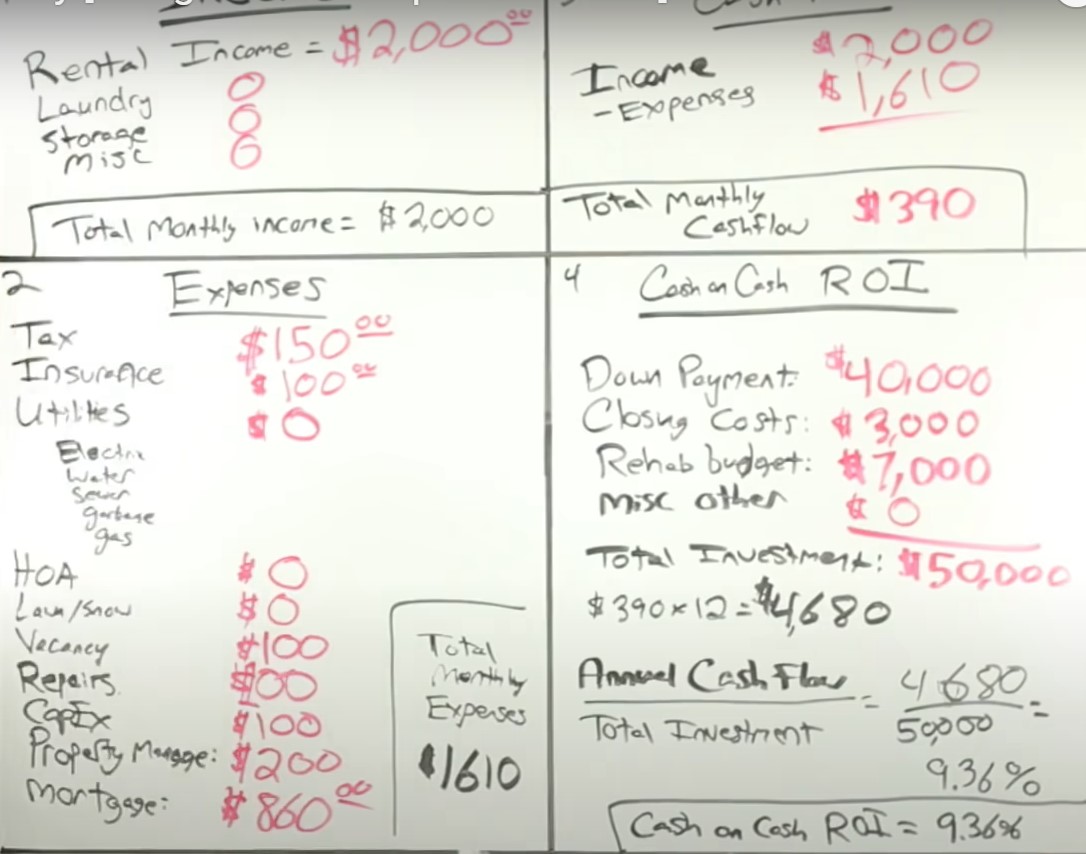 Rental Income = $2,000 00
Laundry 0
Storage 0
Misc 0
Total Monthly income = $2,000
Income $2,000
- Expenses $1,610
Total Monthly Cashflow $390
2 Expenses
Tax $150 00
Insurance $100 00
Utilities $0
Electric
Water
Sewer
garbage
gas
HOA $0
Lawn/Snow $0
Vacancy $100
Repairs $100
CapEx $100
Property Manage: $200
Mortgage: $860 00
Total
Monthly
Expenses
$1610
4 Cash on Cash ROI
Down Payment: $40,000
Closing Costs: $3,000
Rehab budget: $7,000
Misc other $0
Total Investment: $50,000
$390 x 12 = $4,680
Annual Cash Flow / Total Investment = 4680 / 50,000 =
9.36%
Cash on Cash ROI = 9.36%